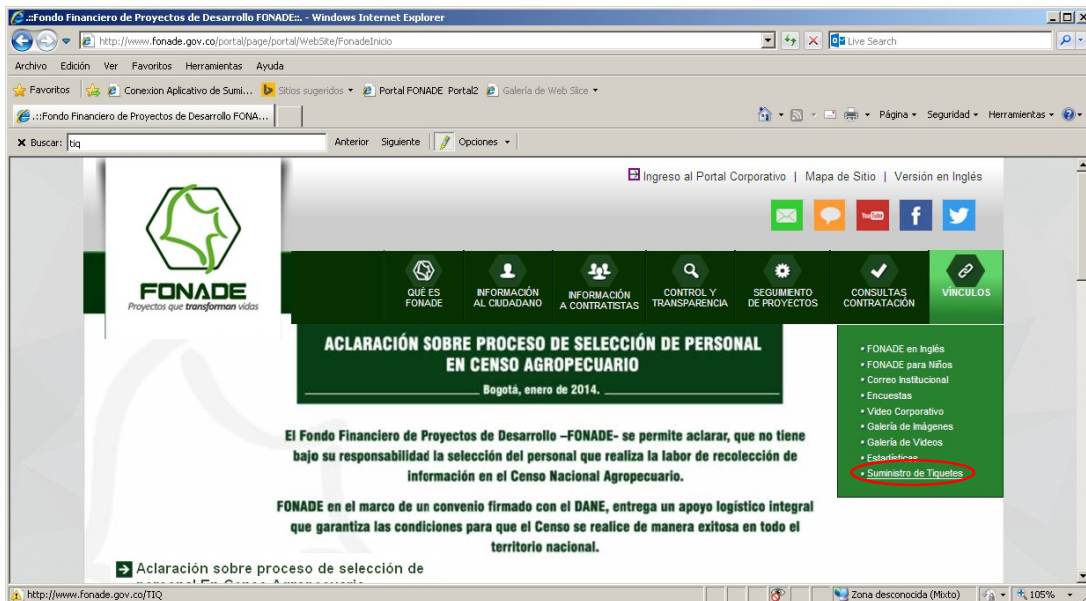 .::Fondo Financiero de Proyectos de Desarrollo FONADE::. - Windows Internet Explorer
http://www.fonade.gov.co/portal/page/portal/WebSite/FonadeInicio
Live Search
Archivo Edición Ver Favoritos Herramientas Ayuda
Favoritos Conexion Aplicativo de Sumi... Sitios sugeridos Portal FONADE Portal2 Galería de Web Slice
.::Fondo Financiero de Proyectos de Desarrollo FONA...
Página Seguridad Herramientas
Buscar: tiq Anterior Siguiente Opciones
Ingreso al Portal Corporativo | Mapa de Sitio | Versión en Inglés
You Tube
FONADE
Proyectos que transforman vidas
QUÉ ES FONADE
INFORMACIÓN AL CIUDADANO
INFORMACIÓN A CONTRATISTAS
CONTROL Y TRANSPARENCIA
SEGUIMIENTO DE PROYECTOS
CONSULTAS CONTRATACIÓN
VÍNCULOS
ACLARACIÓN SOBRE PROCESO DE SELECCIÓN DE PERSONAL
EN CENSO AGROPECUARIO
Bogotá, enero de 2014.
• FONADE en Inglés
• FONADE para Niños
• Correo Institucional
• Encuestas
• Video Corporativo
• Galería de Imágenes
• Galería de Videos
• Estadísticas
• Suministro de Tiquetes
El Fondo Financiero de Proyectos de Desarrollo –FONADE- se permite aclarar, que no tiene
bajo su responsabilidad la selección del personal que realiza la labor de recolección de
información en el Censo Nacional Agropecuario.
FONADE en el marco de un convenio firmado con el DANE, entrega un apoyo logístico integral
que garantiza las condiciones para que el Censo se realice de manera exitosa en todo el
territorio nacional.
Aclaración sobre proceso de selección de
personal En Censo Agropecuario
http://www.fonade.gov.co/TIQ
Zona desconocida (Mixto)
105%